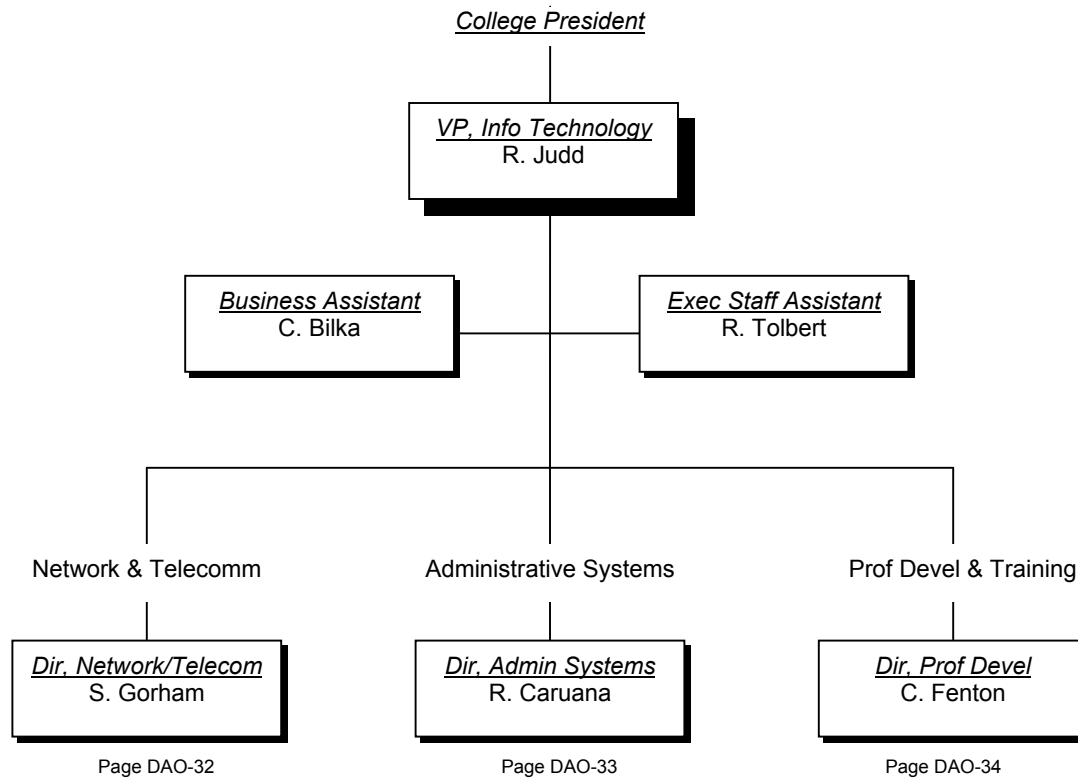 College President
VP, Info Technology
R. Judd
Business Assistant
C. Bilka
Exec Staff Assistant
R. Tolbert
Network & Telecomm
Administrative Systems
Prof Devel & Training
Dir, Network/Telecom
S. Gorham
Dir, Admin Systems
R. Caruana
Dir, Prof Devel
C. Fenton
Page DAO-32
Page DAO-33
Page DAO-34